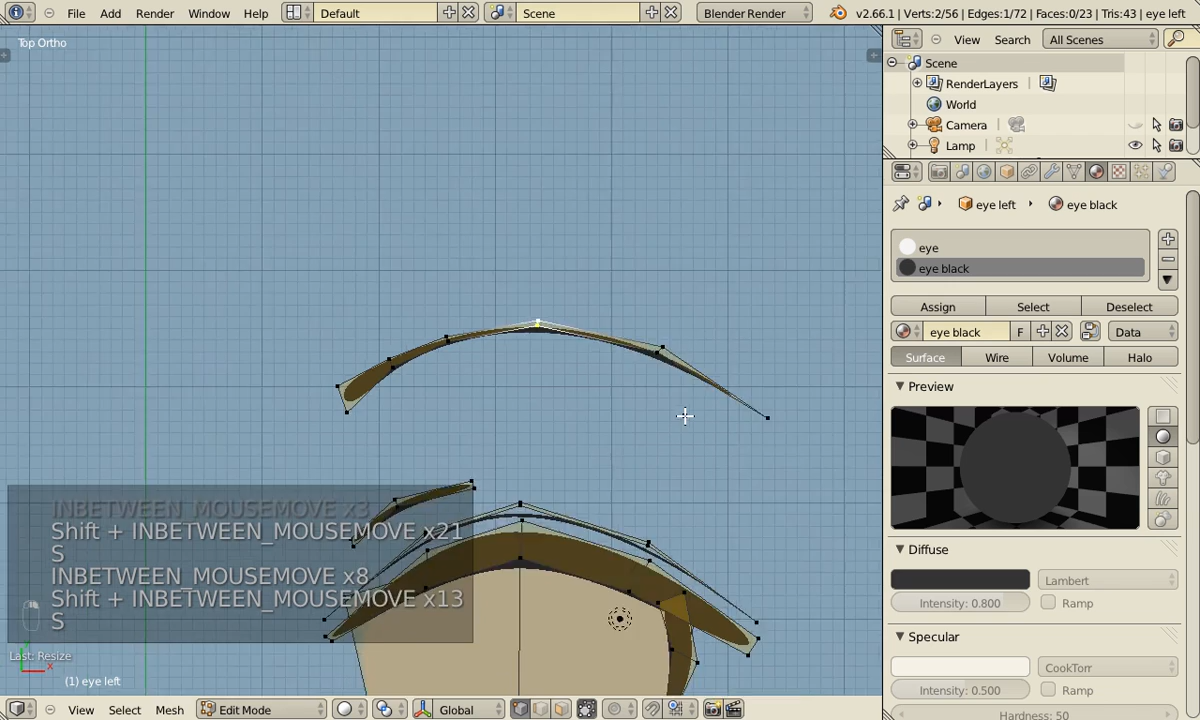 File Add Render Window Help Default Scene Blender Render v2.66.1 | Verts:2/56 | Edges:1/72 | Faces:0/23 | Tris:43 | eye left
Top Ortho
View Search All Scenes
Scene
RenderLayers
World
Camera
Lamp
eye left eye black
eye
eye black
Assign Select Deselect
eye black F Data
Surface Wire Volume Halo
Preview
Diffuse
Lambert
Intensity: 0.800 Ramp
Specular
CookTorr
Intensity: 0.500 Ramp
Hardness: 50
INBETWEEN_MOUSEMOVE x3
Shift + INBETWEEN_MOUSEMOVE x21
S
INBETWEEN_MOUSEMOVE x8
Shift + INBETWEEN_MOUSEMOVE x13
S
Last: Resize
x
(1) eye left
View Select Mesh Edit Mode Global